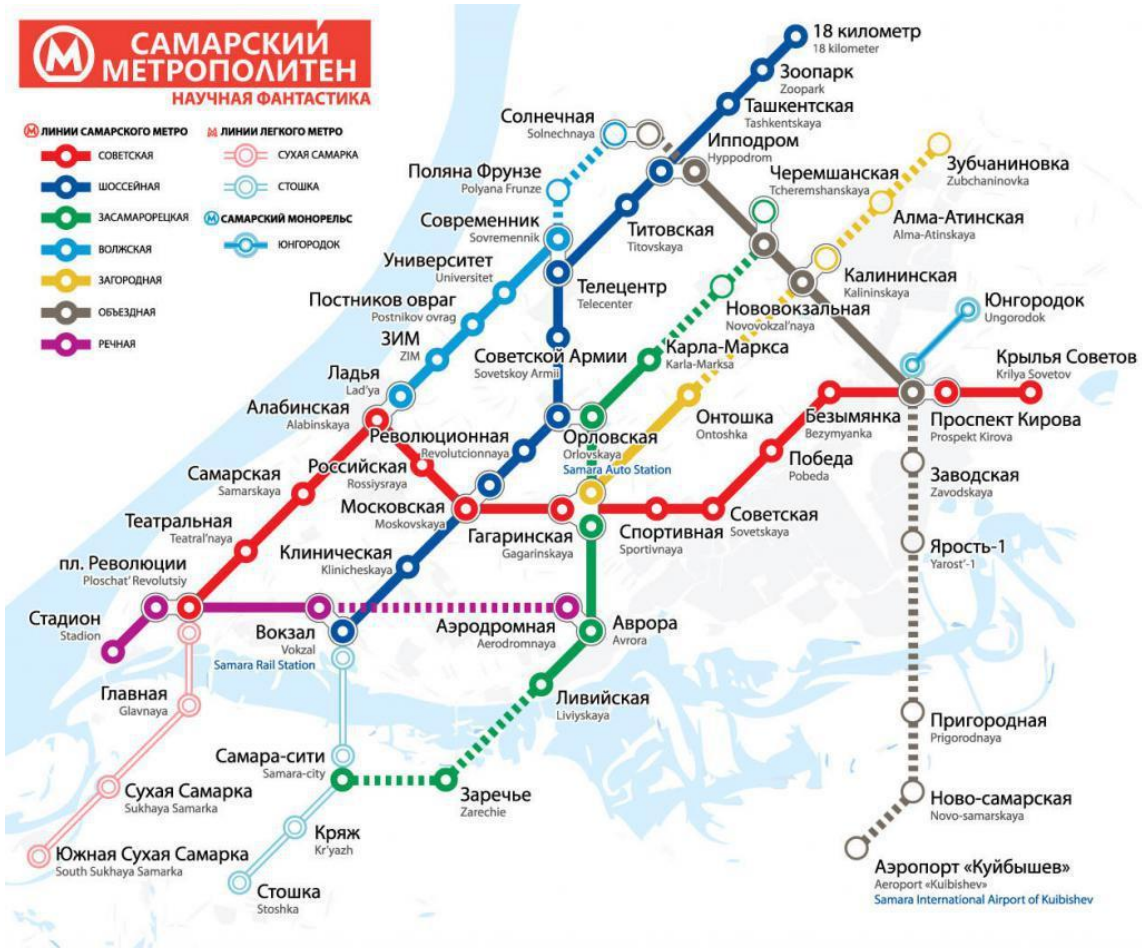 САМАРСКИЙ
МЕТРОПОЛИТЕН
НАУЧНАЯ ФАНТАСТИКА
ЛИНИИ САМАРСКОГО МЕТРО
СОВЕТСКАЯ
ШОССЕЙНАЯ
ЗАСАМАРОРЕЦКАЯ
ВОЛЖСКАЯ
ЗАГОРОДНАЯ
ОБЪЕЗДНАЯ
РЕЧНАЯ
ЛИНИИ ЛЕГКОГО МЕТРО
СУХАЯ САМАРКА
СТОШКА
САМАРСКИЙ МОНОРЕЛЬС
ЮНГОРОДОК
18 километр
18 kilometer
Зоопарк
Zoopark
Ташкентская
Tashkentskaya
Солнечная
Solnechnaya
Ипподром
Hyppodrom
Поляна Фрунзе
Polyana Frunze
Черемшанская
Tcheremshanskaya
Зубчаниновка
Zubchaninovka
Современник
Sovremennik
Титовская
Titovskaya
Алма-Атинская
Alma-Atinskaya
Университет
Universitet
Телецентр
Telecenter
Калининская
Kalininskaya
Постников овраг
Postnikov ovrag
Нововокзальная
Novovokzal'naya
Юнгородок
Ungorodok
ЗИМ
ZIM
Советской Армии
Sovetskoy Armii
Карла-Маркса
Karla-Marksa
Крылья Советов
Krilya Sovetov
Ладья
Lad'ya
Алабинская
Alabinskaya
Революционная
Revolutcionnaya
Орловская
Orlovskaya
Samara Auto Station
Онтошка
Ontoshka
Безымянка
Bezymyanka
Проспект Кирова
Prospekt Kirova
Самарская
Samarskaya
Российская
Rossiysraya
Победа
Pobeda
Заводская
Zavodskaya
Московская
Moskovskaya
Театральная
Teatral'naya
Гагаринская
Gagarinskaya
Спортивная
Sportivnaya
Советская
Sovetskaya
Клиническая
Klinicheskaya
Ярость-1
Yarost'-1
пл. Революции
Ploschat' Revolutsiy
Стадион
Stadion
Вокзал
Vokzal
Samara Rail Station
Аэродромная
Aerodromnaya
Аврора
Avrora
Главная
Glavnaya
Ливийская
Liviyskaya
Пригородная
Prigorodnaya
Самара-сити
Samara-city
Сухая Самарка
Sukhaya Samarka
Заречье
Zarechie
Ново-самарская
Novo-samarskaya
Кряж
Kr'yazh
Южная Сухая Самарка
South Sukhaya Samarka
Стошка
Stoshka
Аэропорт «Куйбышев»
Aeroport «Kuibishev»
Samara International Airport of Kuibishev